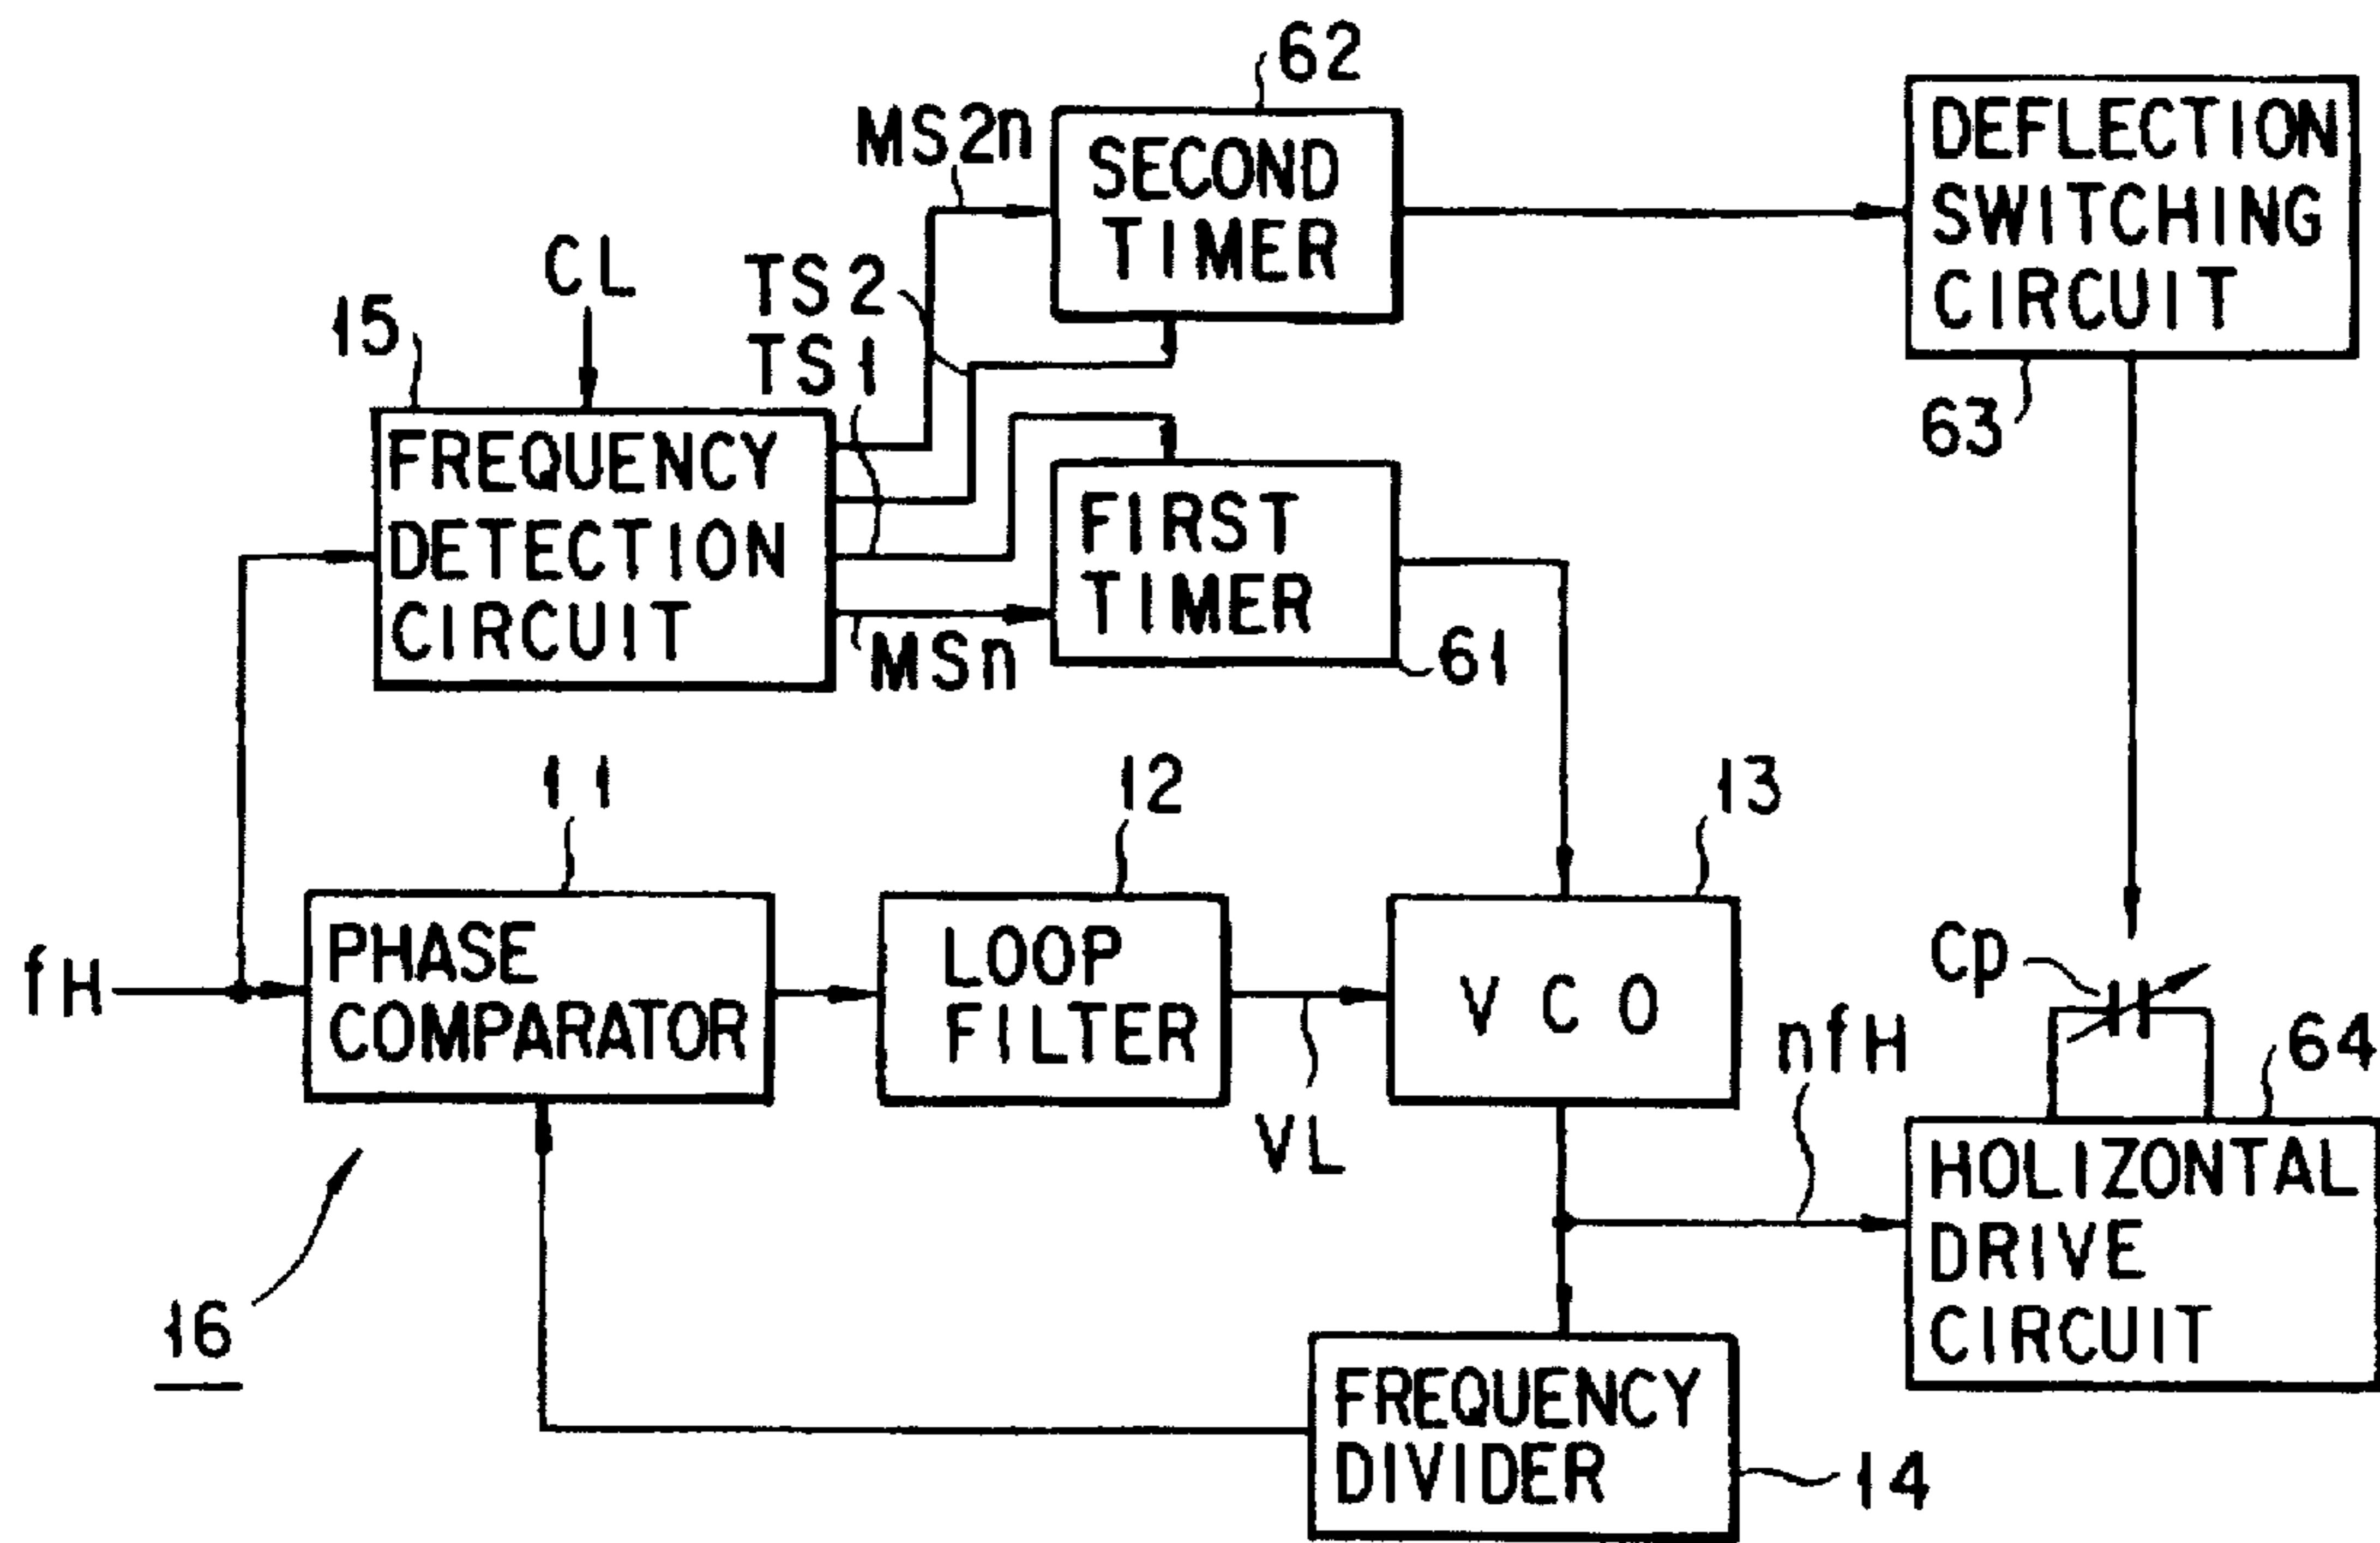 62
MS2n
SECOND
TIMER
DEFLECTION
SWITCHING
CIRCUIT
63
CL
TS2
TS1
15
FREQUENCY
DETECTION
CIRCUIT
MSn
FIRST
TIMER
61
11
12
13
fH
PHASE
COMPARATOR
LOOP
FILTER
VCO
VL
nfH
Cp
64
HOLIZONTAL
DRIVE
CIRCUIT
16
FREQUENCY
DIVIDER
14